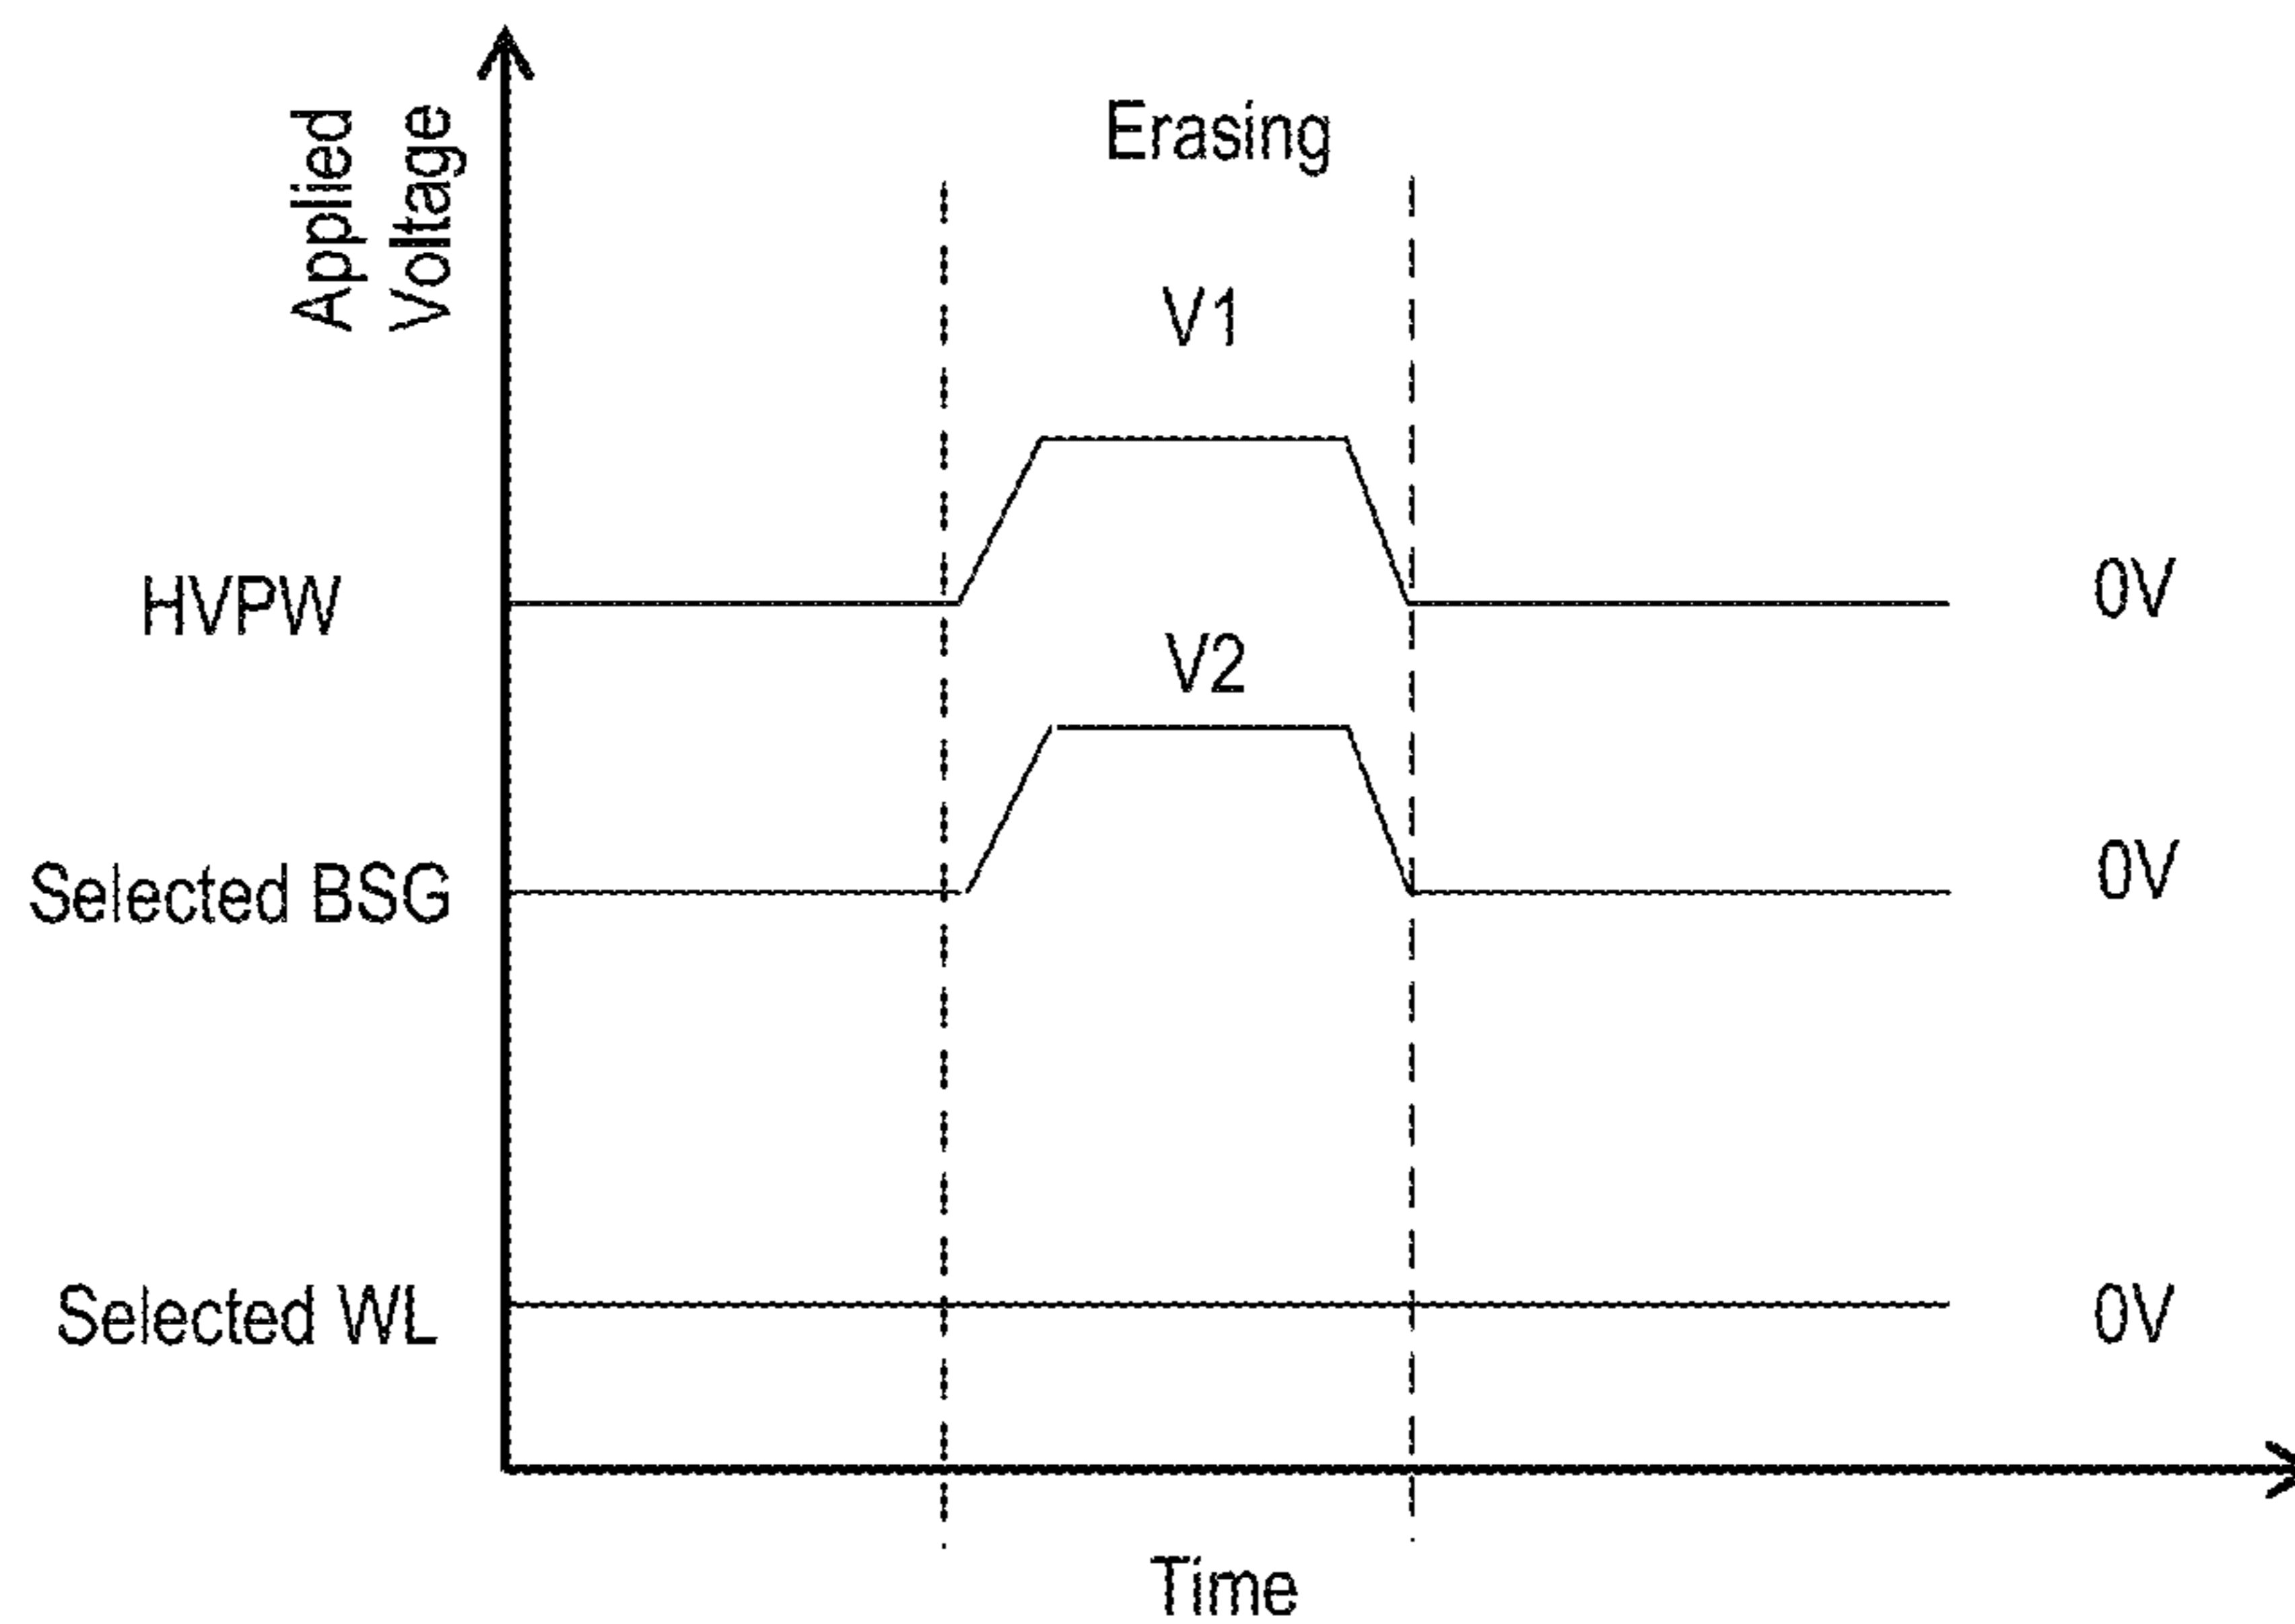 Applied
Voltage
Erasing
V1
HVPW
0V
V2
Selected BSG
0V
Selected WL
0V
Time